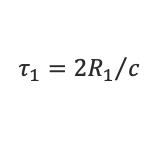 τ₁ = 2R₁/c